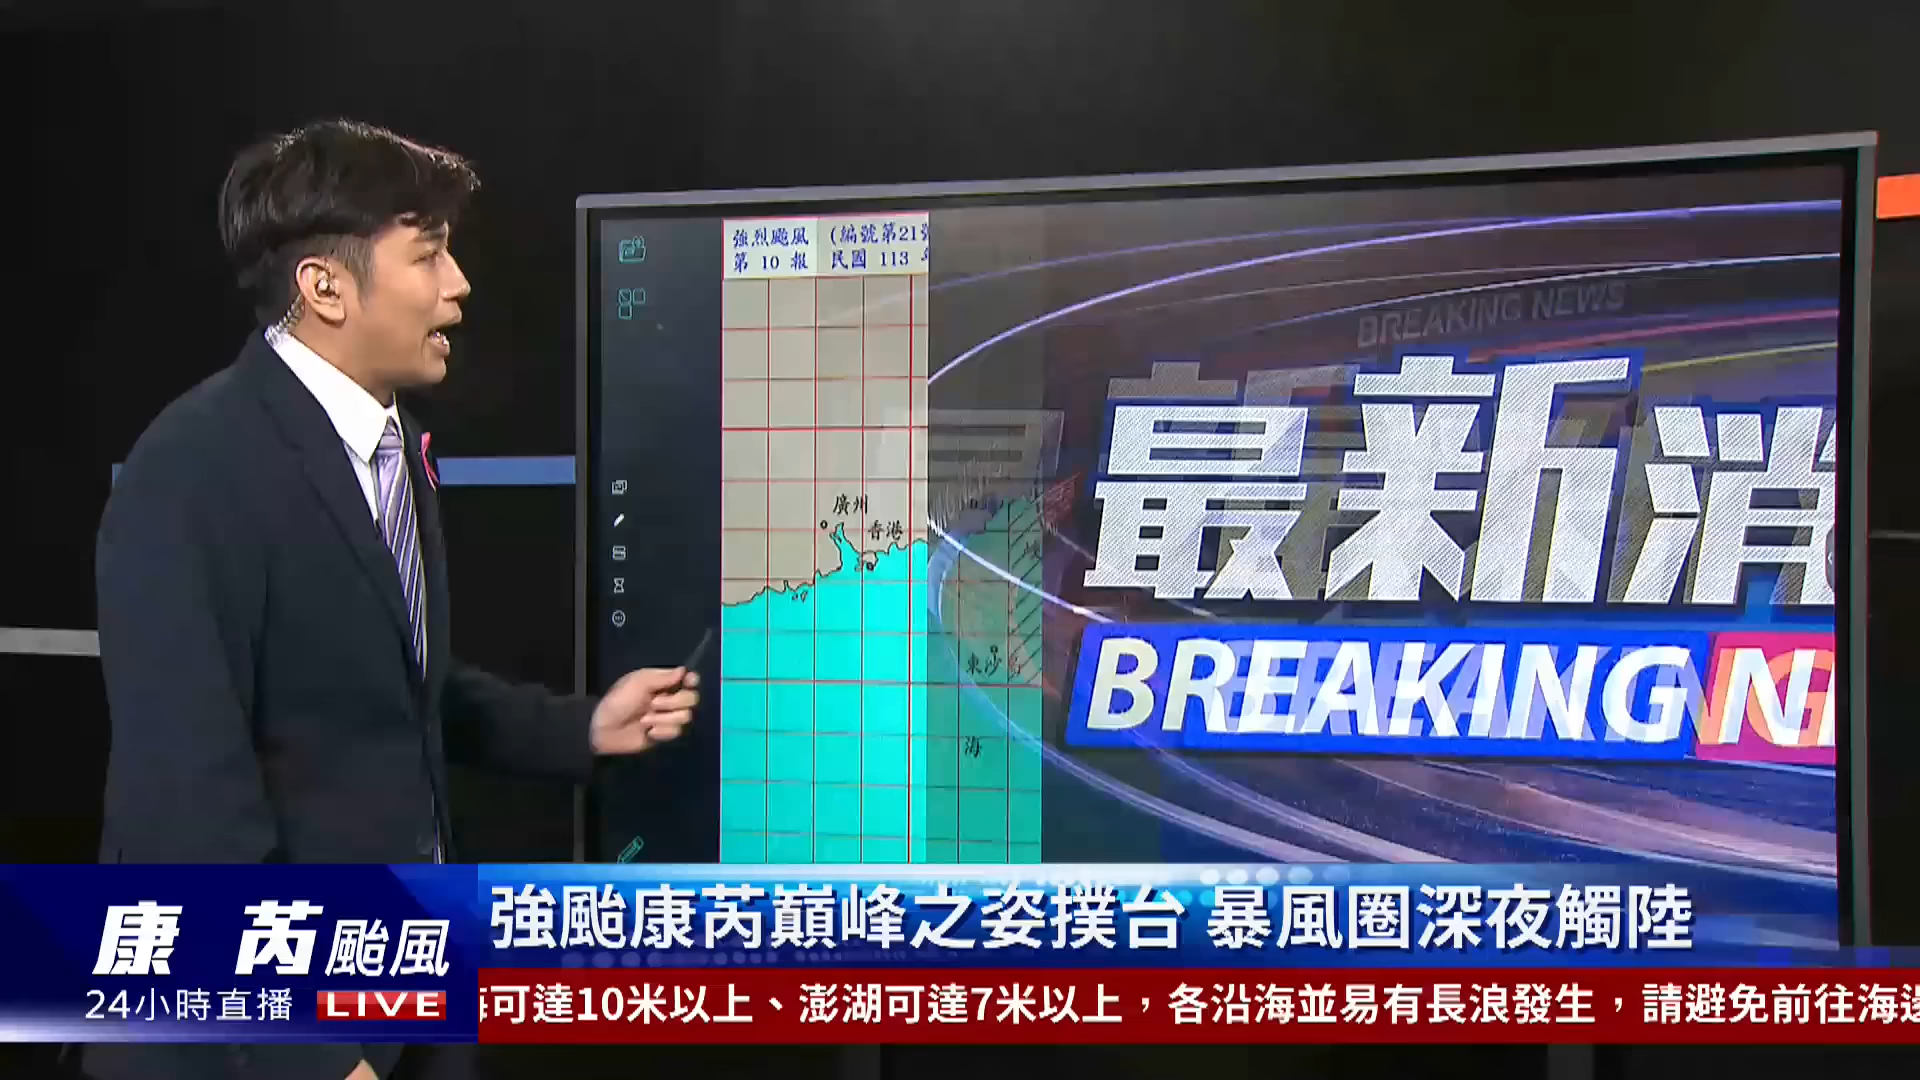 強烈颱風 (編號第21
第 10 報 民國 113
廣州
香港
東沙島
海
BREAKING NEWS
最新消
BREAKING N
康芮颱風
24小時直播 LIVE
強颱康芮巔峰之姿撲台 暴風圈深夜觸陸
可達10米以上、澎湖可達7米以上，各沿海並易有長浪發生，請避免前往海邊